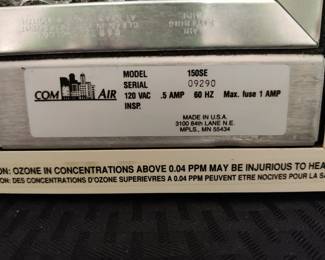 COM AIR
MODEL 150SE
SERIAL 09290
120 VAC .5 AMP 60 HZ Max. fuse 1 AMP
INSP.
MADE IN U.S.A.
3100 84th LANE N.E.
MPLS., MN 55434
ON: OZONE IN CONCENTRATIONS ABOVE 0.04 PPM MAY BE INJURIOUS TO HEA
ION: DES CONCENTRATIONS D'OZONE SUPERIEVRES A 0.04 PPM PEUVENT ETRE NOCIVES POUR LA SA